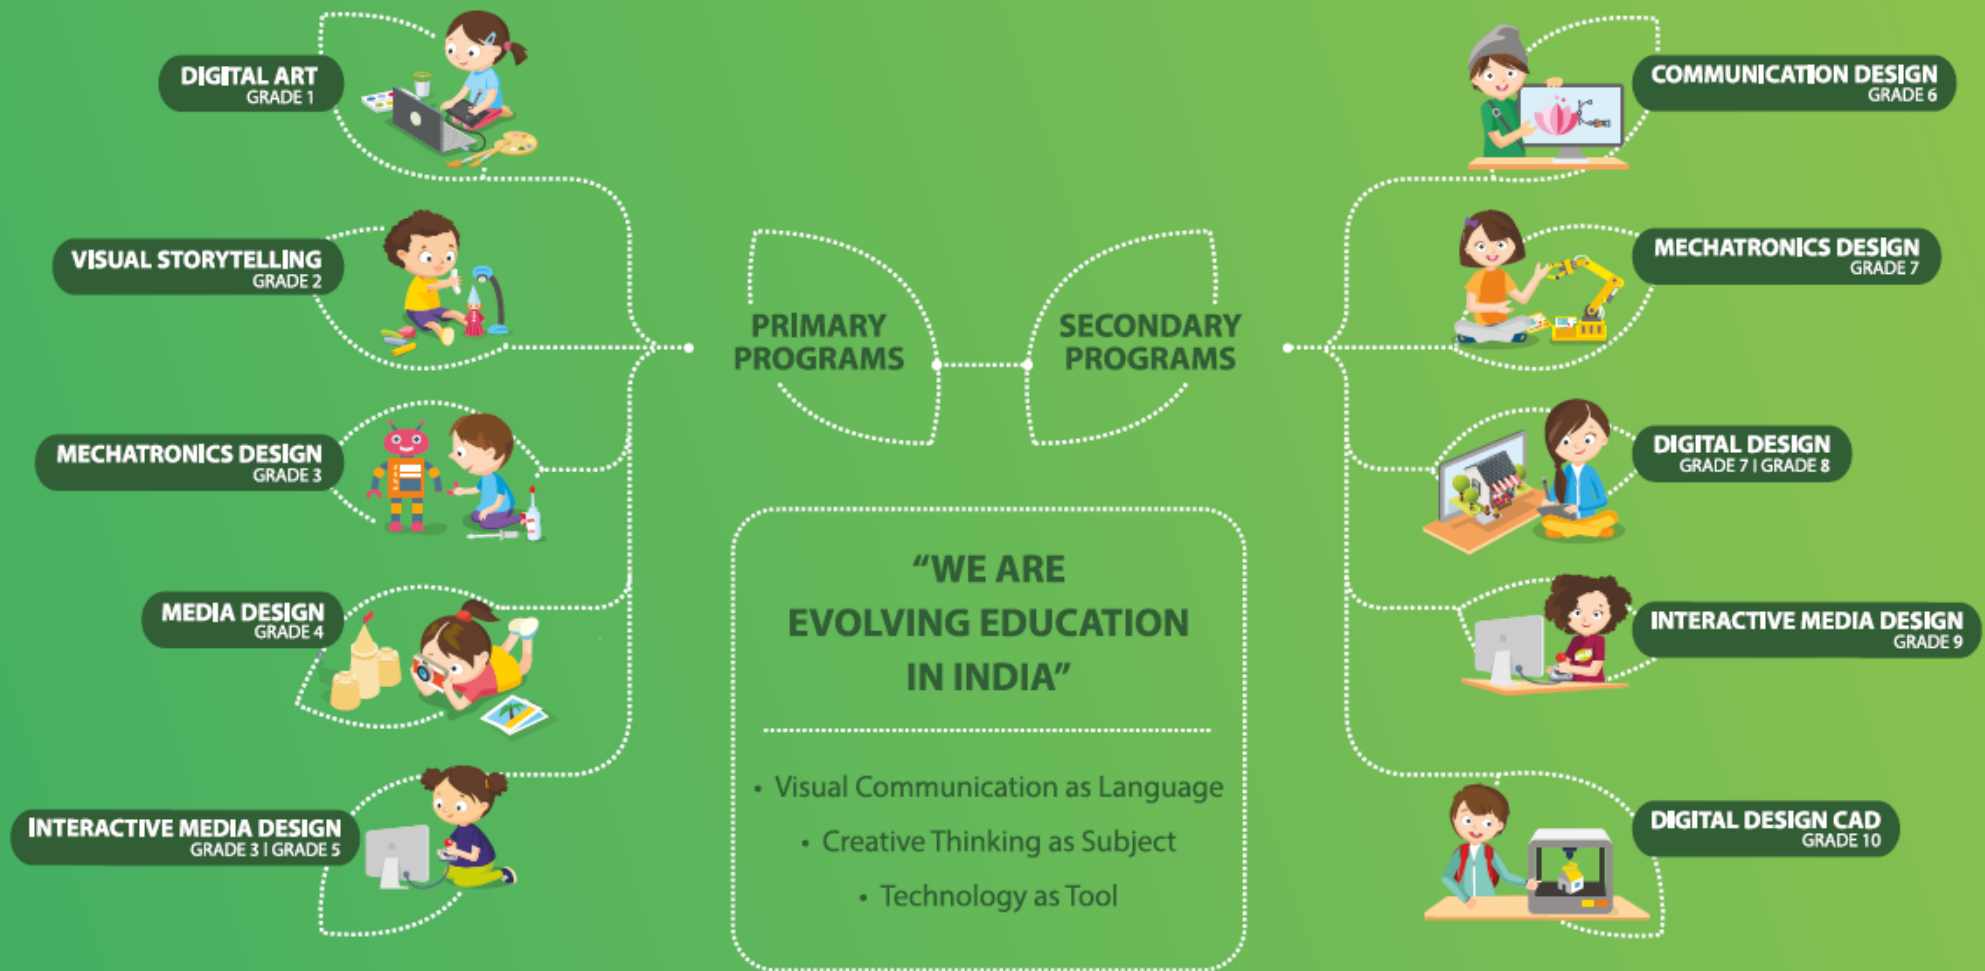 DIGITAL ART
GRADE 1
VISUAL STORYTELLING
GRADE 2
MECHATRONICS DESIGN
GRADE 3
MEDIA DESIGN
GRADE 4
INTERACTIVE MEDIA DESIGN
GRADE 3 | GRADE 5
PRIMARY
PROGRAMS
SECONDARY
PROGRAMS
"WE ARE
EVOLVING EDUCATION
IN INDIA"
• Visual Communication as Language
• Creative Thinking as Subject
• Technology as Tool
COMMUNICATION DESIGN
GRADE 6
MECHATRONICS DESIGN
GRADE 7
DIGITAL DESIGN
GRADE 7 | GRADE 8
INTERACTIVE MEDIA DESIGN
GRADE 9
DIGITAL DESIGN CAD
GRADE 10